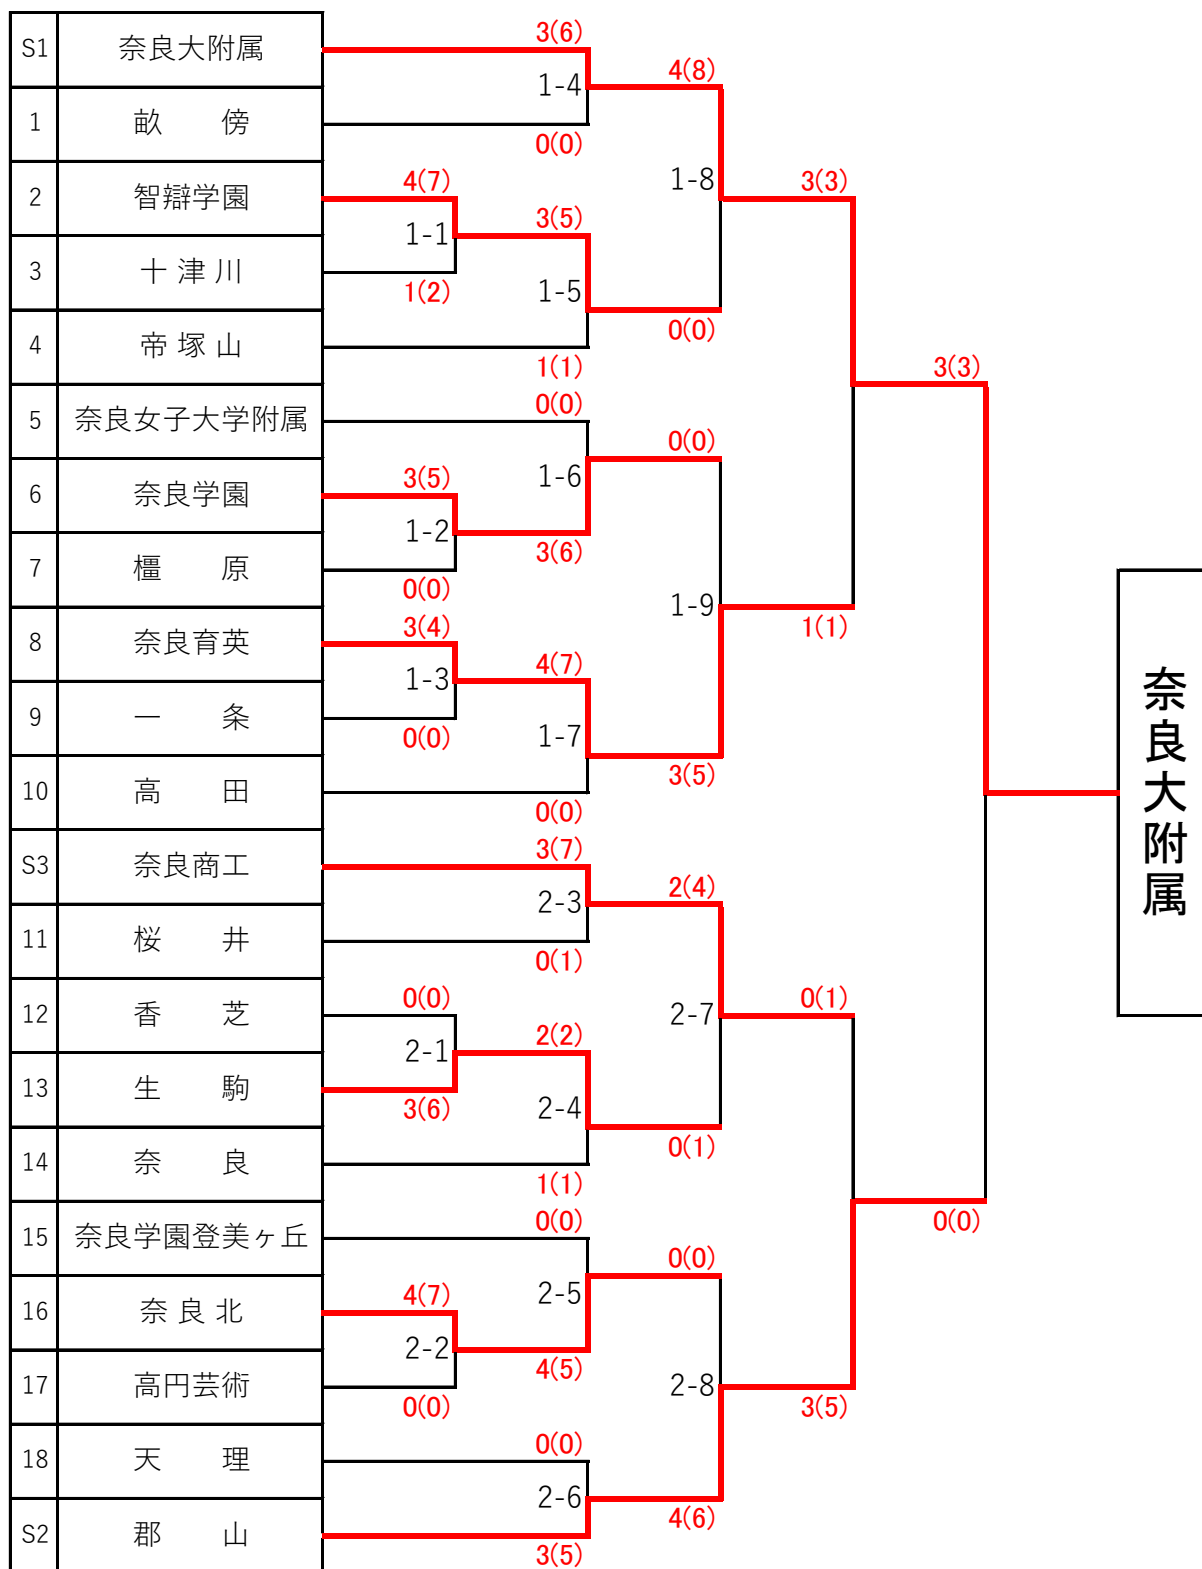 S1 奈良大附属
3(6)
1-4
4(8)
1 畝　傍
0(0)
1-8
3(3)
2 智辯学園
4(7)
1-1
3(5)
3 十津川
1(2)
1-5
0(0)
4 帝塚山
1(1)
3(3)
5 奈良女子大学附属
0(0)
0(0)
6 奈良学園
3(5)
1-6
1-2
3(6)
7 橿　原
0(0)
1-9
1(1)
8 奈良育英
3(4)
1-3
4(7)
9 一　条
0(0)
1-7
3(5)
10 高　田
0(0)
奈良大附属
S3 奈良商工
3(7)
2-3
2(4)
11 桜　井
0(1)
12 香　芝
0(0)
2-7
0(1)
2-1
2(2)
13 生　駒
3(6)
2-4
0(1)
14 奈　良
1(1)
15 奈良学園登美ヶ丘
0(0)
0(0)
0(0)
16 奈良北
4(7)
2-5
2-2
4(5)
17 高円芸術
0(0)
2-8
3(5)
18 天　理
0(0)
2-6
4(6)
S2 郡　山
3(5)